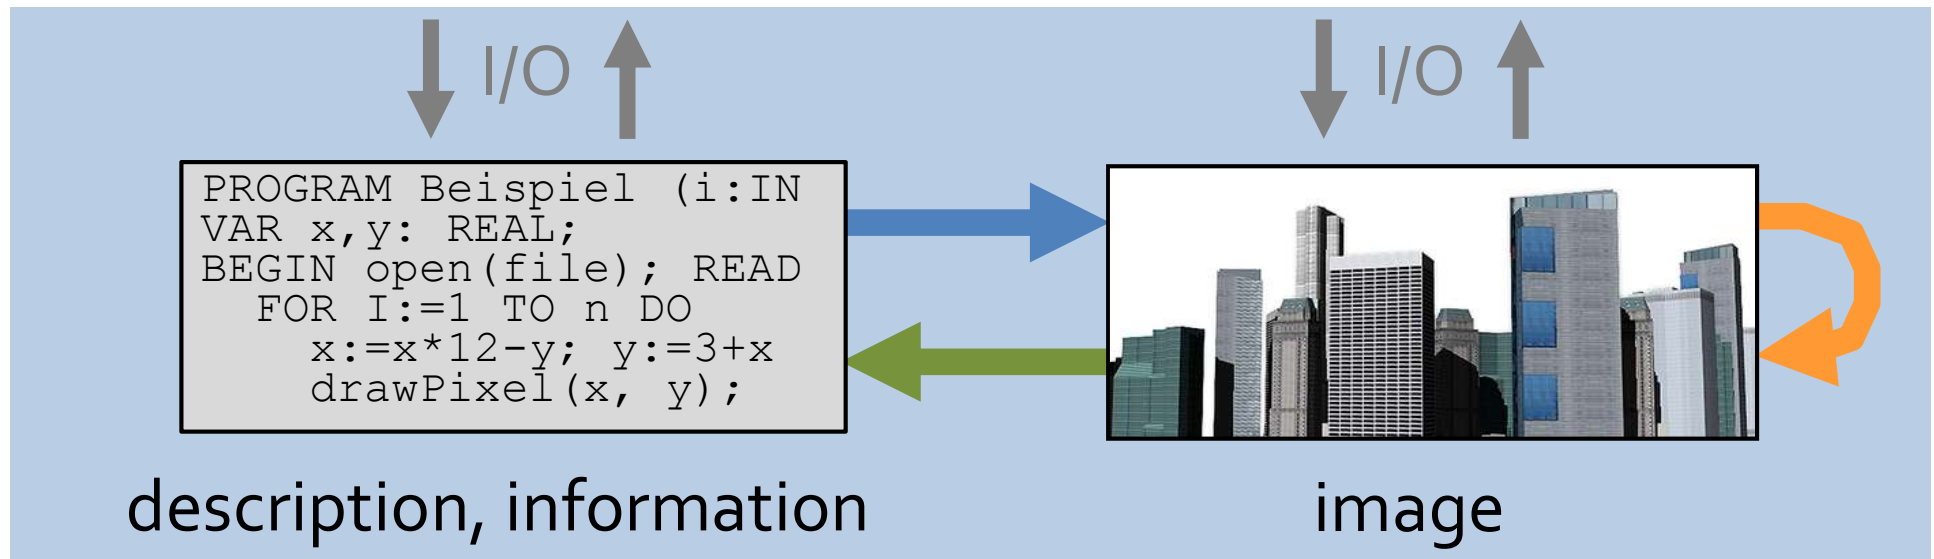 I/O
I/O
PROGRAM Beispiel (i:IN
VAR x,y: REAL;
BEGIN open(file); READ
FOR I:=1 TO n DO
x:=x*12-y; y:=3+x
drawPixel(x, y);
description, information
image